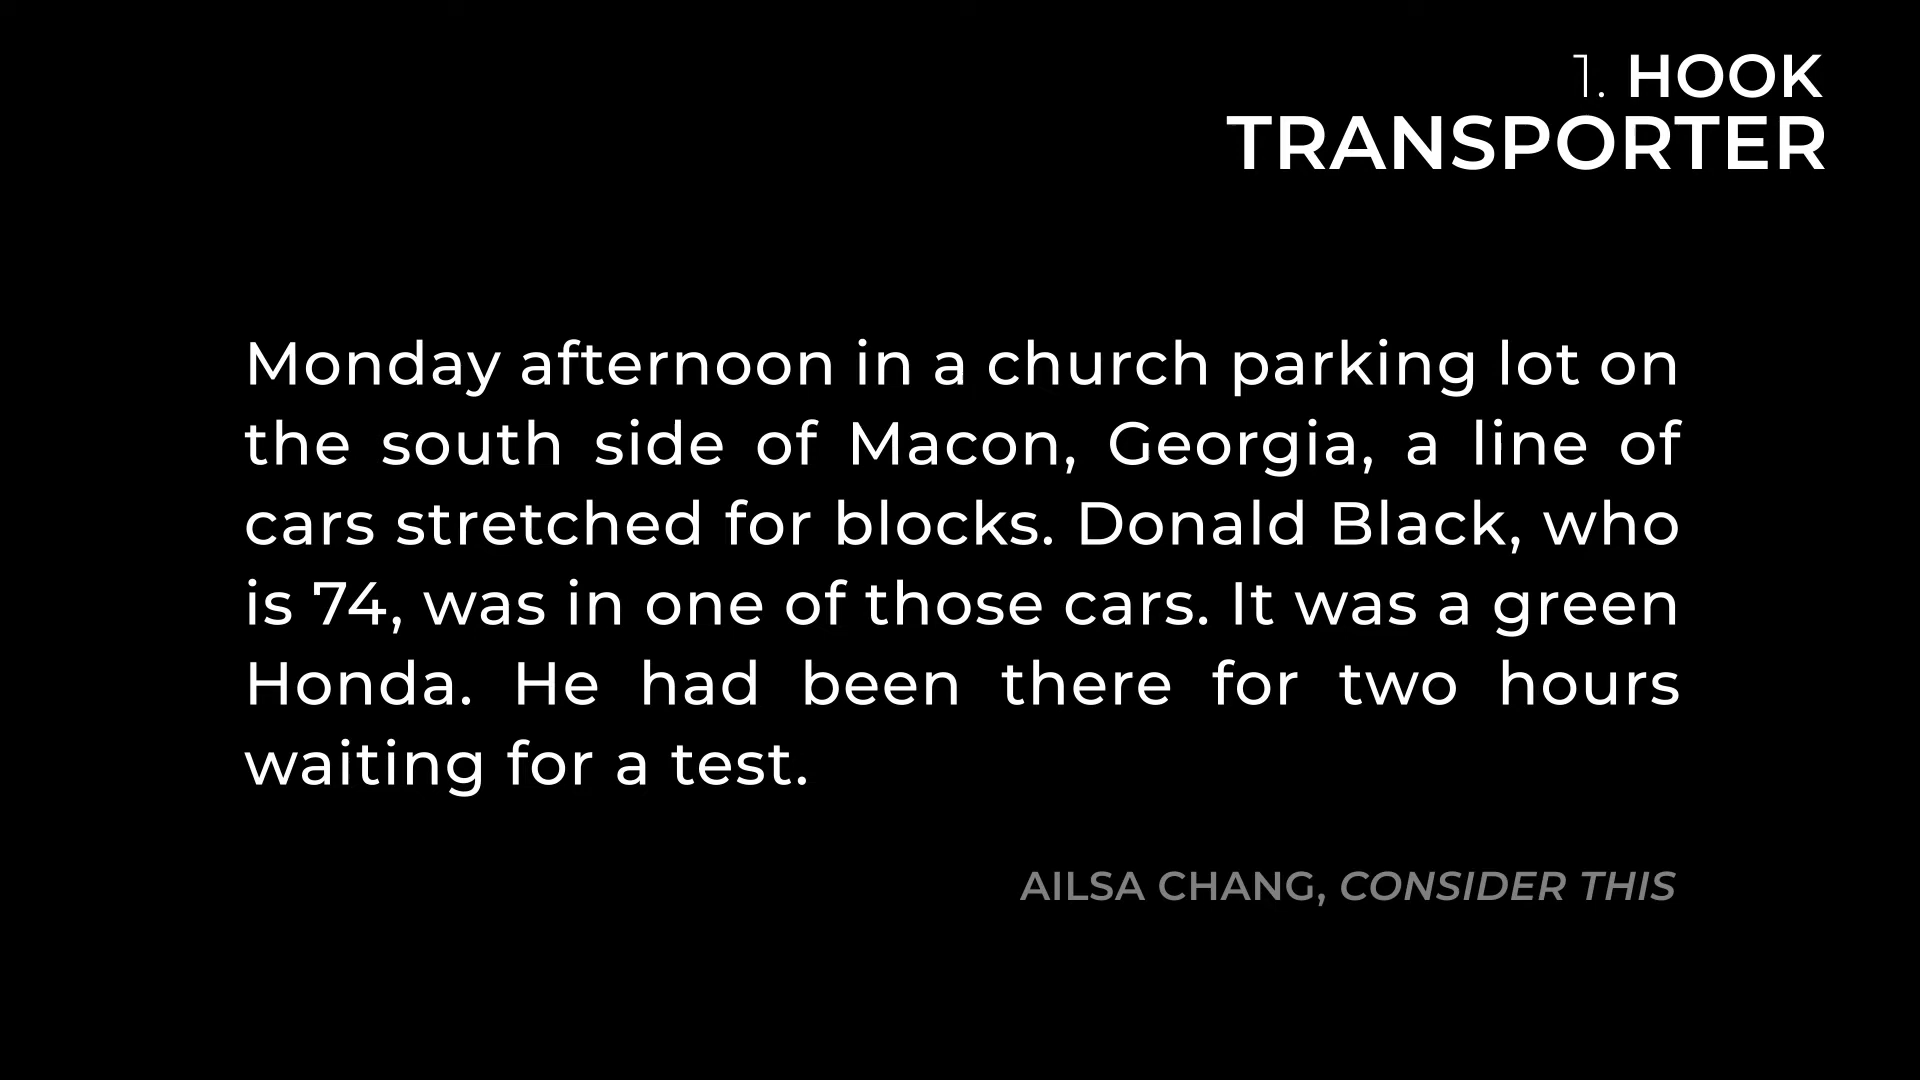 1. HOOK
TRANSPORTER
Monday afternoon in a church parking lot on
the south side of Macon, Georgia, a line of
cars stretched for blocks. Donald Black, who
is 74, was in one of those cars. It was a green
Honda. He had been there for two hours
waiting for a test.
AILSA CHANG, CONSIDER THIS